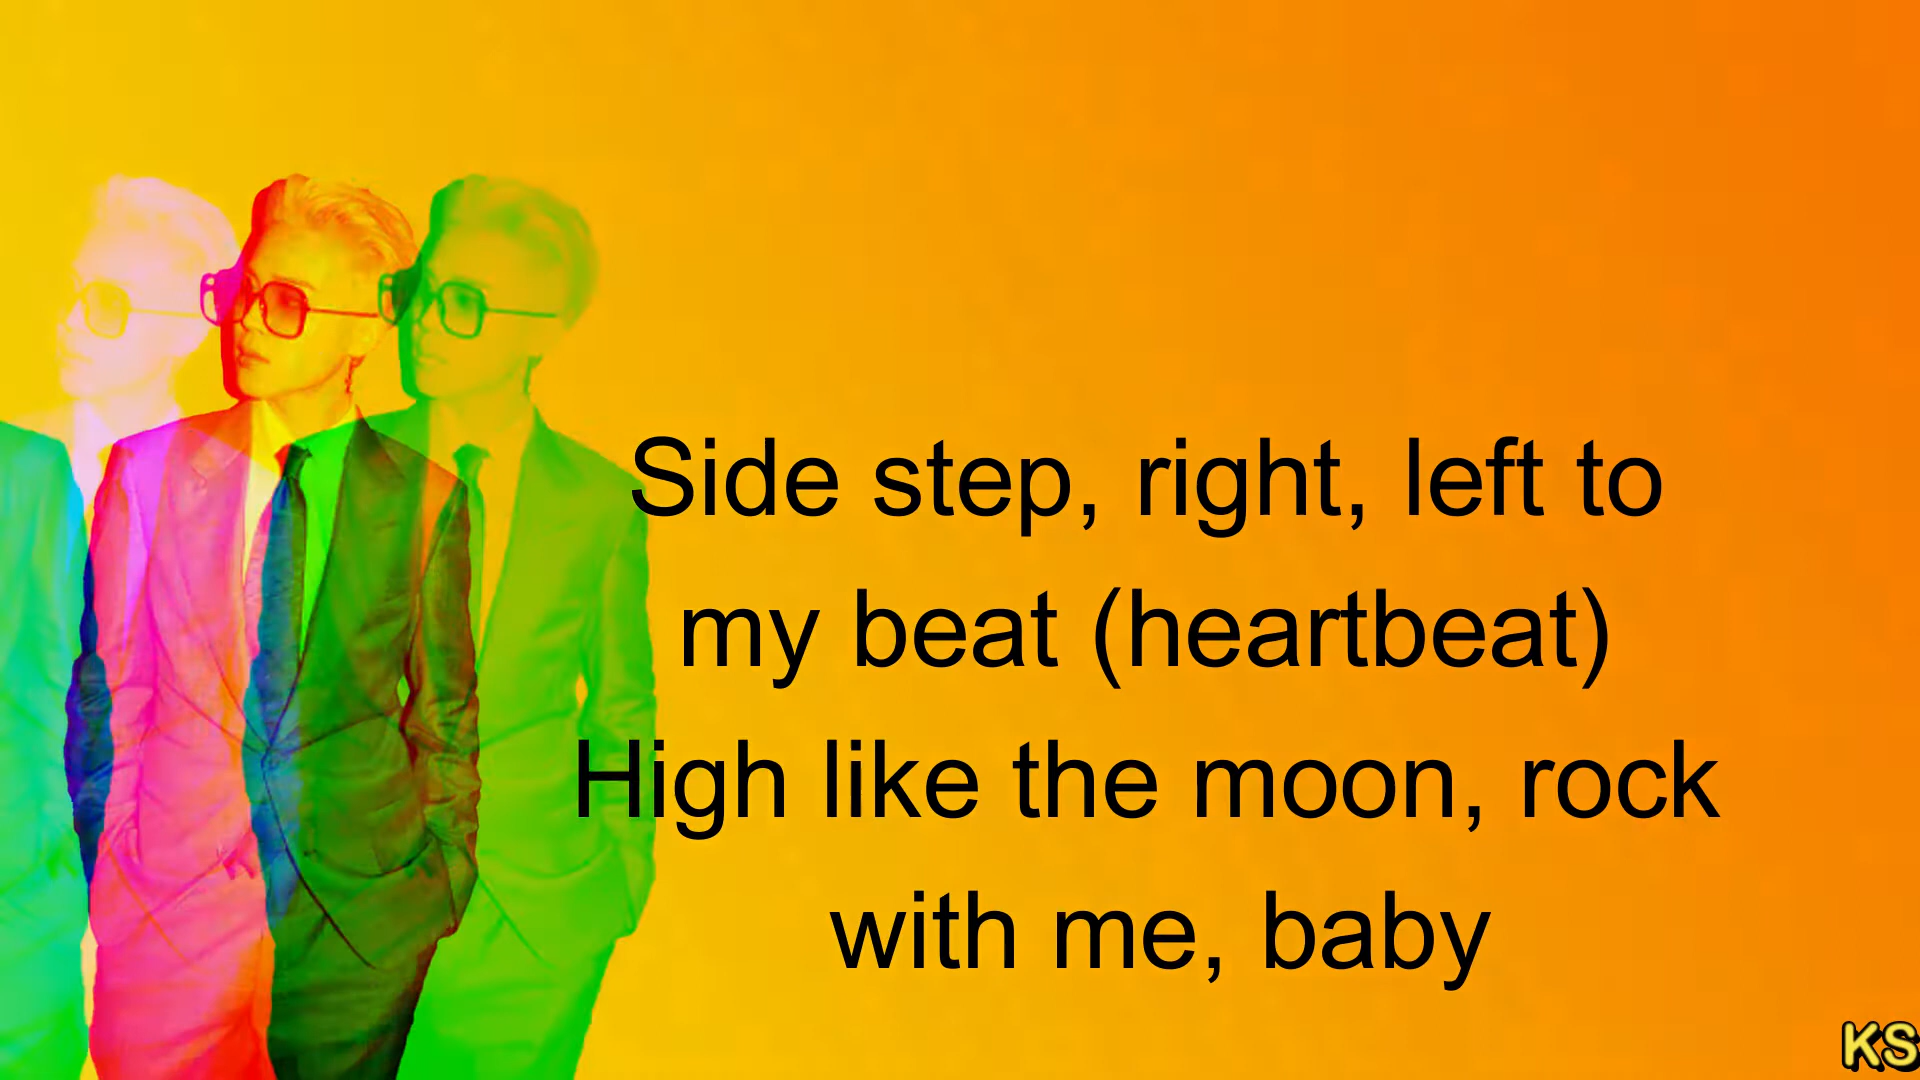 Side step, right, left to
my beat (heartbeat)
High like the moon, rock
with me, baby
KS